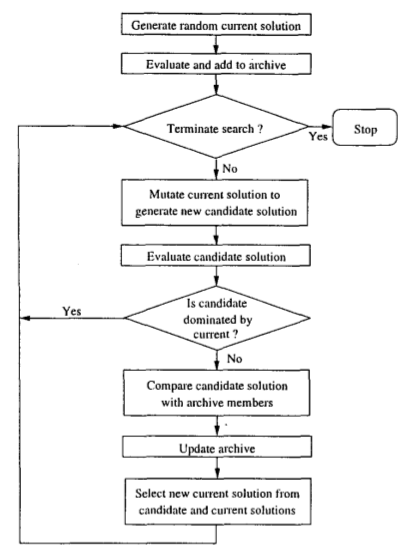 Generate random current solution
Evaluate and add to archive
Terminate search ?
Yes
Stop
No
Mutate current solution to
generate new candidate solution
Evaluate candidate solution
Is candidate
dominated by
current ?
Yes
No
Compare candidate solution
with archive members
Update archive
Select new current solution from
candidate and current solutions